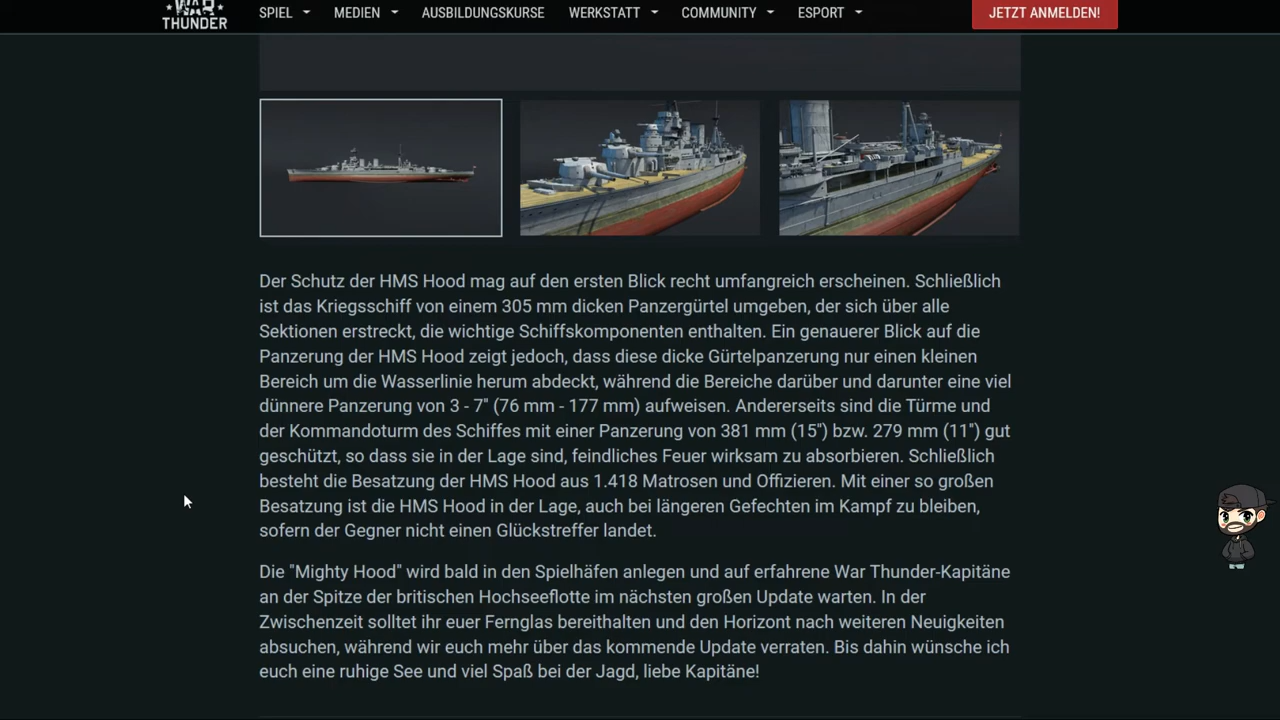 WAR
THUNDER
SPIEL
MEDIEN
AUSBILDUNGSKURSE
WERKSTATT
COMMUNITY
ESPORT
JETZT ANMELDEN!
Der Schutz der HMS Hood mag auf den ersten Blick recht umfangreich erscheinen. Schließlich
ist das Kriegsschiff von einem 305 mm dicken Panzergürtel umgeben, der sich über alle
Sektionen erstreckt, die wichtige Schiffskomponenten enthalten. Ein genauerer Blick auf die
Panzerung der HMS Hood zeigt jedoch, dass diese dicke Gürtelpanzerung nur einen kleinen
Bereich um die Wasserlinie herum abdeckt, während die Bereiche darüber und darunter eine viel
dünnere Panzerung von 3 - 7" (76 mm - 177 mm) aufweisen. Andererseits sind die Türme und
der Kommandoturm des Schiffes mit einer Panzerung von 381 mm (15") bzw. 279 mm (11") gut
geschützt, so dass sie in der Lage sind, feindliches Feuer wirksam zu absorbieren. Schließlich
besteht die Besatzung der HMS Hood aus 1.418 Matrosen und Offizieren. Mit einer so großen
Besatzung ist die HMS Hood in der Lage, auch bei längeren Gefechten im Kampf zu bleiben,
sofern der Gegner nicht einen Glückstreffer landet.
Die "Mighty Hood" wird bald in den Spielhäfen anlegen und auf erfahrene War Thunder-Kapitäne
an der Spitze der britischen Hochseeflotte im nächsten großen Update warten. In der
Zwischenzeit solltet ihr euer Fernglas bereithalten und den Horizont nach weiteren Neuigkeiten
absuchen, während wir euch mehr über das kommende Update verraten. Bis dahin wünsche ich
euch eine ruhige See und viel Spaß bei der Jagd, liebe Kapitäne!